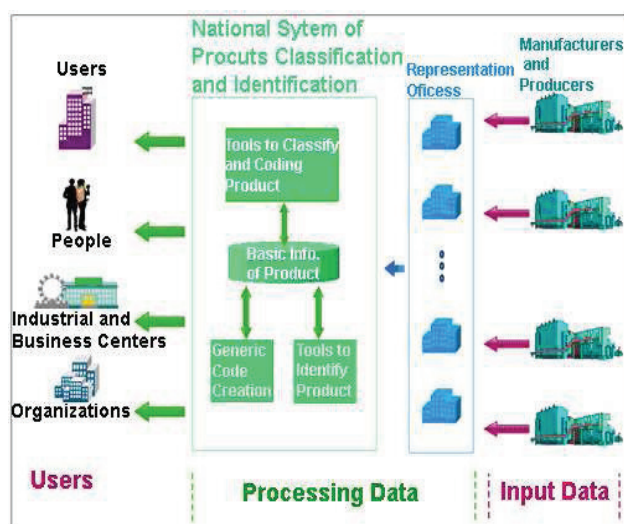 National Sytem of
Procuts Classification
and Identification
Users
People
Industrial and
Business Centers
Organizations
Tools to Classify
and Coding
Product
Basic Info.
of Product
Generic
Code
Creation
Tools to
Identify
Product
Representation
Oficess
Manufacturers
and
Producers
Users
Processing Data
Input Data